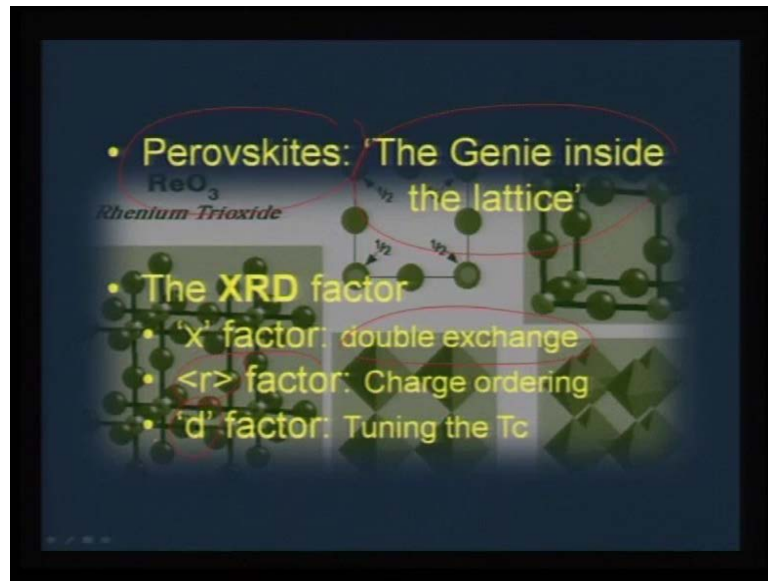 • Perovskites: 'The Genie inside
the lattice'
ReO3
Rhenium Trioxide
1/2
1/2
1/2
• The XRD factor
• 'x' factor: double exchange
• <r> factor: Charge ordering
• 'd' factor: Tuning the Tc